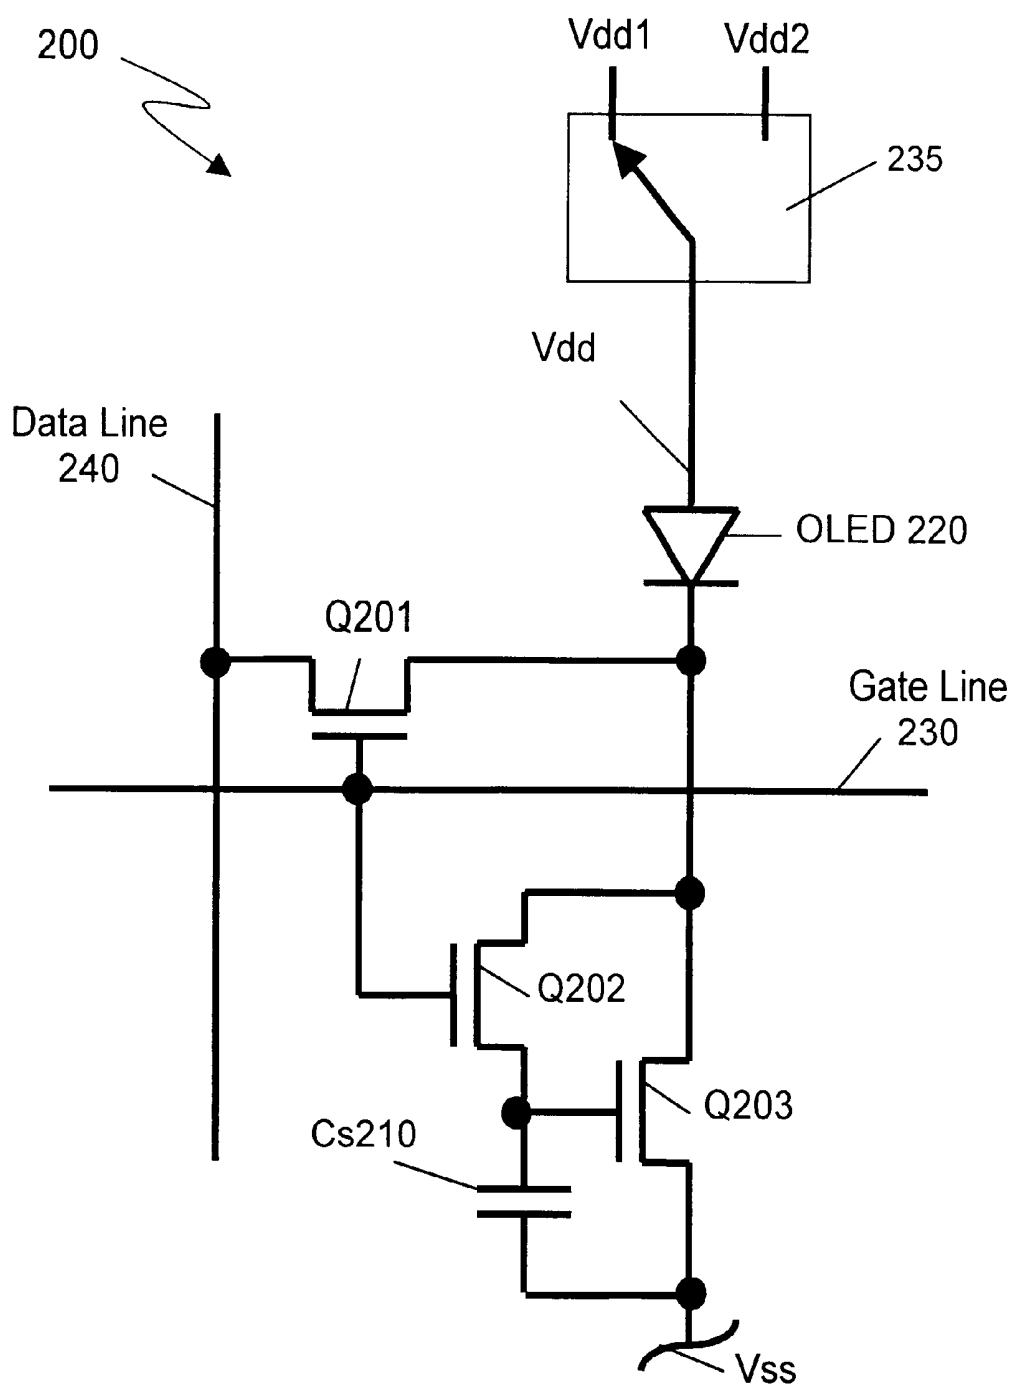 200
Vdd1
Vdd2
235
Vdd
Data Line
240
OLED 220
Q201
Gate Line
230
Q202
Q203
Cs210
Vss